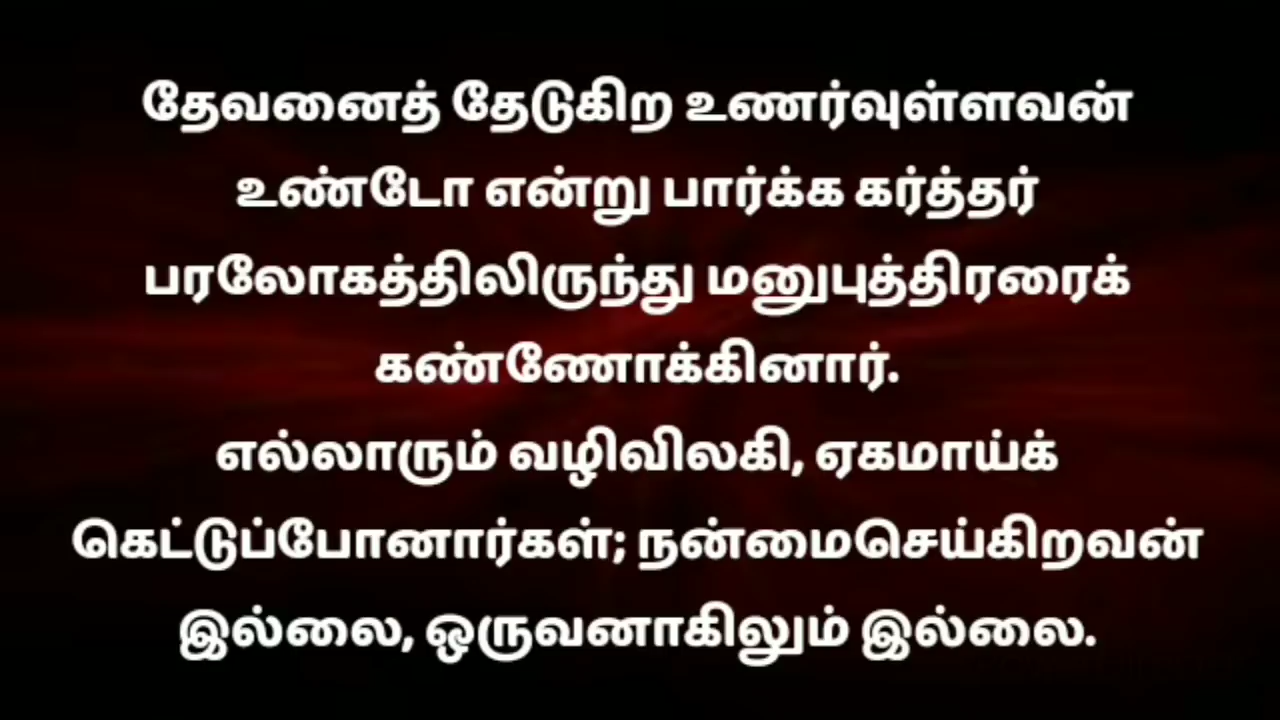 தேவனைத் தேடுகிற உணர்வுள்ளவன்
உண்டோ என்று பார்க்க கர்த்தர்
பரலோகத்திலிருந்து மனுபுத்திரரைக்
கண்ணோக்கினார்.
எல்லாரும் வழிவிலகி, ஏகமாய்க்
கெட்டுப்போனார்கள்; நன்மைசெய்கிறவன்
இல்லை, ஒருவனாகிலும் இல்லை.